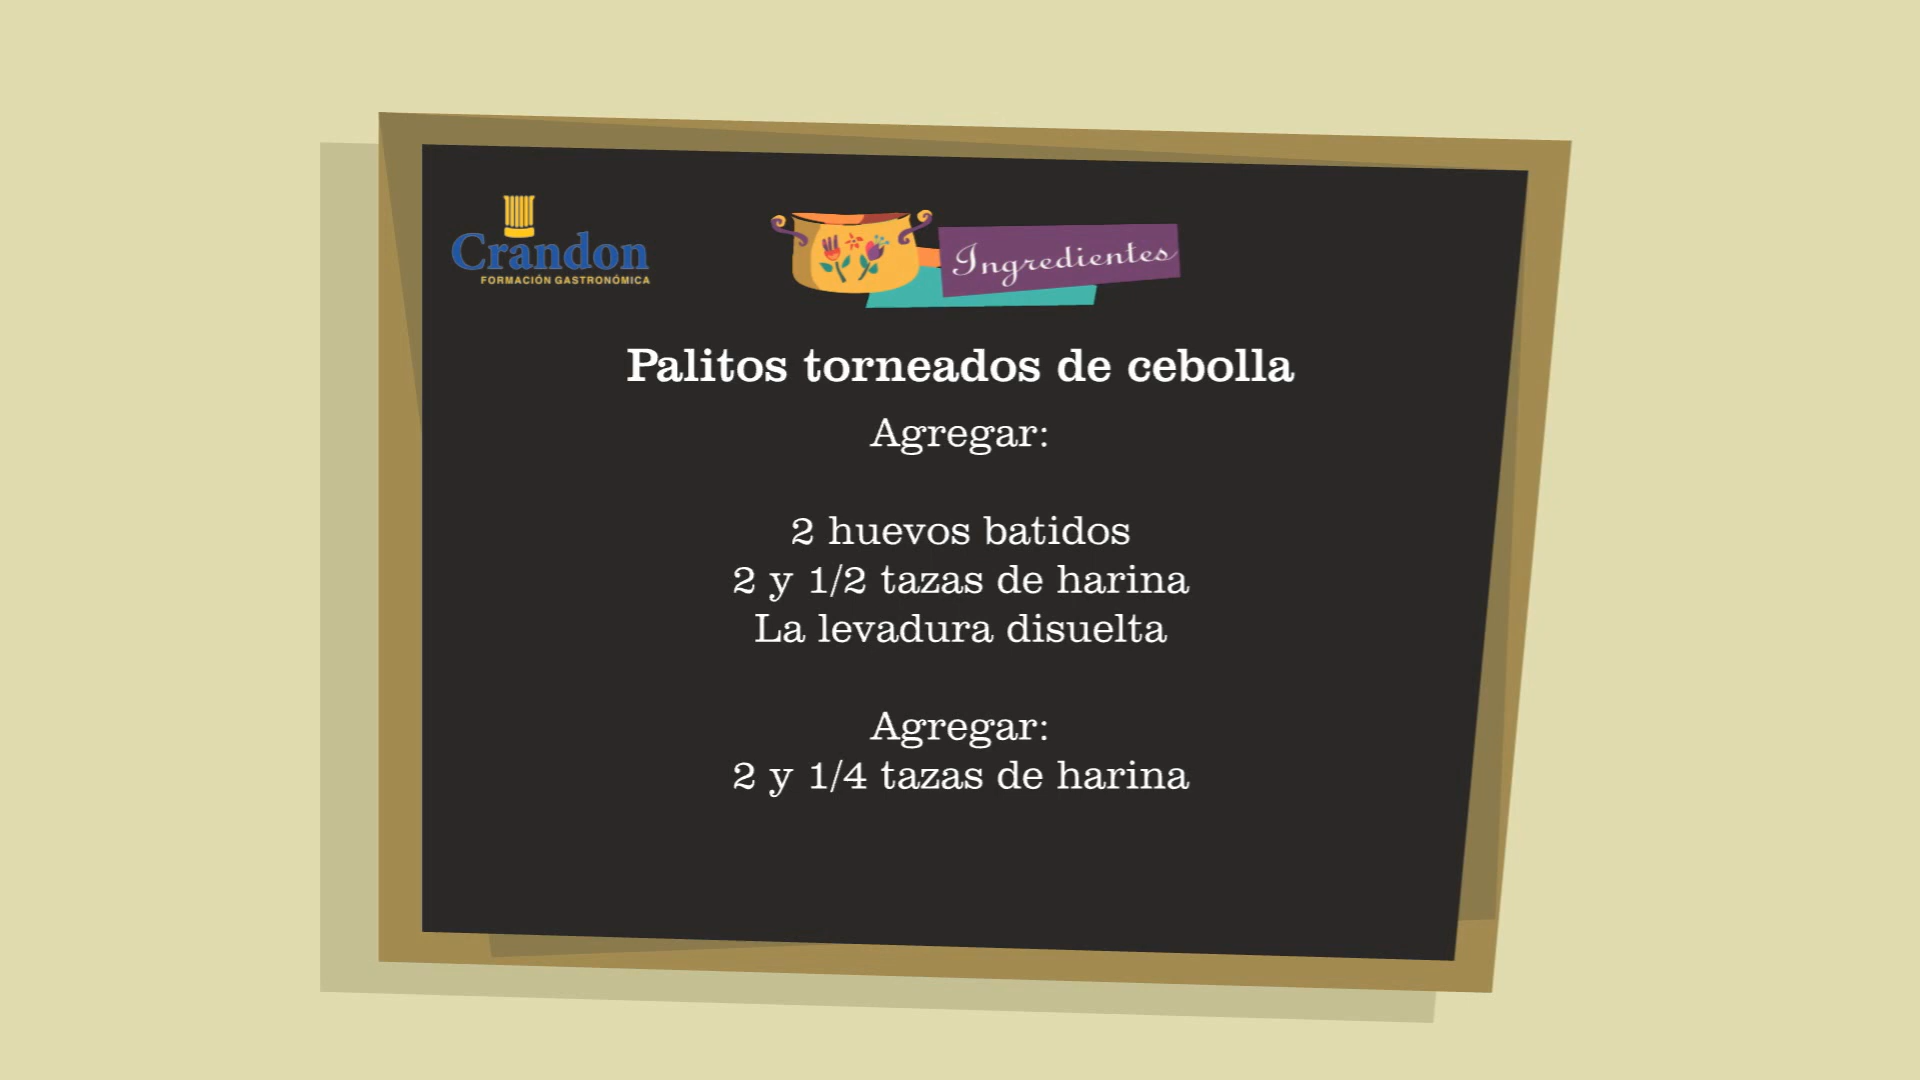 Crandon
FORMACIÓN GASTRONÓMICA
Ingredientes
Palitos torneados de cebolla
Agregar:
2 huevos batidos
2 y 1/2 tazas de harina
La levadura disuelta
Agregar:
2 y 1/4 tazas de harina